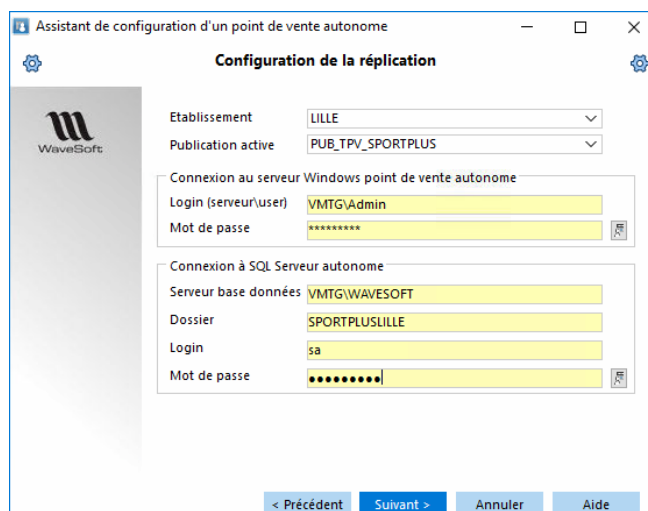 Assistant de configuration d'un point de vente autonome
Configuration de la réplication
WaveSoft
Etablissement LILLE
Publication active PUB_TPV_SPORTPLUS
Connexion au serveur Windows point de vente autonome
Login (serveur\user) VMTG\Admin
Mot de passe *********
Connexion à SQL Serveur autonome
Serveur base données VMTG\WAVESOFT
Dossier SPORTPLUSLILLE
Login sa
Mot de passe ●●●●●●●●●
< Précédent Suivant > Annuler Aide